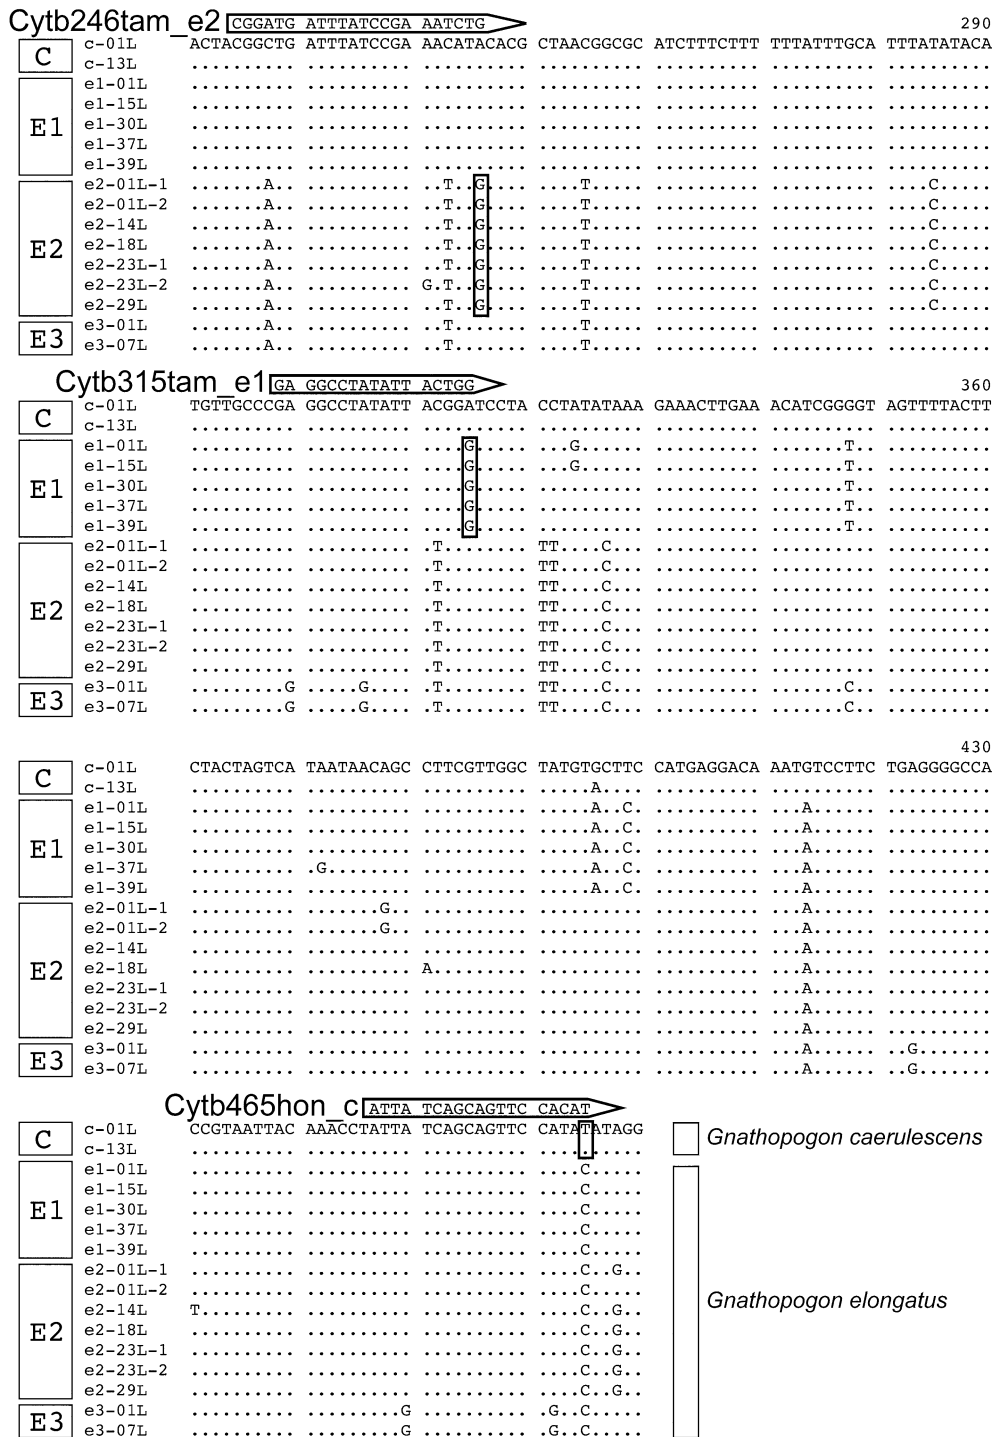 Cytb246tam_e2 CGGATG ATTTATCCGA AATCTG
290
C
c-01L ACTACGGCTG ATTTATCCGA AACATACACG CTAACGGCGC ATCTTTCTTT TTTATTTGCA TTTATATACA
c-13L .......... .......... .......... .......... .......... .......... ..........
E1
e1-01L .......... .......... .......... .......... .......... .......... ..........
e1-15L .......... .......... .......... .......... .......... .......... ..........
e1-30L .......... .......... .......... .......... .......... .......... ..........
e1-37L .......... .......... .......... .......... .......... .......... ..........
e1-39L .......... .......... .......... .......... .......... .......... ..........
E2
e2-01L-1 .......A.. .......... ..T..G.... ....T..... .......... .......... ....C.....
e2-01L-2 .......A.. .......... ..T..G.... ....T..... .......... .......... ....C.....
e2-14L .......A.. .......... ..T..G.... ....T..... .......... .......... ....C.....
e2-18L .......A.. .......... ..T..G.... ....T..... .......... .......... ....C.....
e2-23L-1 .......A.. .......... ..T..G.... ....T..... .......... .......... ....C.....
e2-23L-2 .......A.. .......... G.T..G.... ....T..... .......... .......... ....C.....
e2-29L .......A.. .......... ..T..G.... ....T..... .......... .......... ....C.....
E3
e3-01L .......A.. .......... ..T....... ....T..... .......... .......... ..........
e3-07L .......A.. .......... ..T....... ....T..... .......... .......... ..........
Cytb315tam_e1 GA GGCCTATATT ACTGG
360
C
c-01L TGTTGCCCGA GGCCTATATT ACGGATCCTA CCTATATAAA GAAACTTGAA ACATCGGGGT AGTTTTACTT
c-13L .......... .......... .......... .......... .......... .......... ..........
E1
e1-01L .......... .......... ....G..... ...G...... .......... .......T.. ..........
e1-15L .......... .......... ....G..... ...G...... .......... .......T.. ..........
e1-30L .......... .......... ....G..... .......... .......... .......T.. ..........
e1-37L .......... .......... ....G..... .......... .......... .......T.. ..........
e1-39L .......... .......... ....G..... .......... .......... .......T.. ..........
E2
e2-01L-1 .......... .......... .T........ TT....C... .......... .......... ..........
e2-01L-2 .......... .......... .T........ TT....C... .......... .......... ..........
e2-14L .......... .......... .T........ TT....C... .......... .......... ..........
e2-18L .......... .......... .T........ TT....C... .......... .......... ..........
e2-23L-1 .......... .......... .T........ TT....C... .......... .......... ..........
e2-23L-2 .......... .......... .T........ TT....C... .......... .......... ..........
e2-29L .......... .......... .T........ TT....C... .......... .......... ..........
E3
e3-01L .........G .....G.... .T........ TT....C... .......... .......C.. ..........
e3-07L .........G .....G.... .T........ TT....C... .......... .......C.. ..........
430
C
c-01L CTACTAGTCA TAATAACAGC CTTCGTTGGC TATGTGCTTC CATGAGGACA AATGTCCTTC TGAGGGGCCA
c-13L .......... .......... .......... .....A.... .......... .......... ..........
E1
e1-01L .......... .......... .......... .....A..C. .......... ...A...... ..........
e1-15L .......... .......... .......... .....A..C. .......... ...A...... ..........
e1-30L .......... .......... .......... .....A..C. .......... ...A...... ..........
e1-37L .......... .G........ .......... .....A..C. .......... ...A...... ..........
e1-39L .......... .......... .......... .....A..C. .......... ...A...... ..........
E2
e2-01L-1 .......... .......G.. .......... .......... .......... ...A...... ..........
e2-01L-2 .......... .......G.. .......... .......... .......... ...A...... ..........
e2-14L .......... .......... .......... .......... .......... ...A...... ..........
e2-18L .......... .......... A......... .......... .......... ...A...... ..........
e2-23L-1 .......... .......... .......... .......... .......... ...A...... ..........
e2-23L-2 .......... .......... .......... .......... .......... ...A...... ..........
e2-29L .......... .......... .......... .......... .......... ...A...... ..........
E3
e3-01L .......... .......... .......... .......... .......... ...A...... ..G.......
e3-07L .......... .......... .......... .......... .......... ...A...... ..G.......
Cytb465hon_c ATTA TCAGCAGTTC CACAT
C
c-01L CCGTAATTAC AAACCTATTA TCAGCAGTTC CATATATAGG
c-13L .......... .......... .......... ..........
E1
e1-01L .......... .......... .......... ....C.....
e1-15L .......... .......... .......... ....C.....
e1-30L .......... .......... .......... ....C.....
e1-37L .......... .......... .......... ....C.....
e1-39L .......... .......... .......... ....C.....
E2
e2-01L-1 .......... .......... .......... ....C..G..
e2-01L-2 .......... .......... .......... ....C.....
e2-14L T......... .......... .......... ....C..G..
e2-18L .......... .......... .......... ....C..G..
e2-23L-1 .......... .......... .......... ....C..G..
e2-23L-2 .......... .......... .......... ....C..G..
e2-29L .......... .......... .......... ....C..G..
E3
e3-01L .......... .........G .......... .G..C.....
e3-07L .......... .........G .......... .G..C.....
Gnathopogon caerulescens
Gnathopogon elongatus